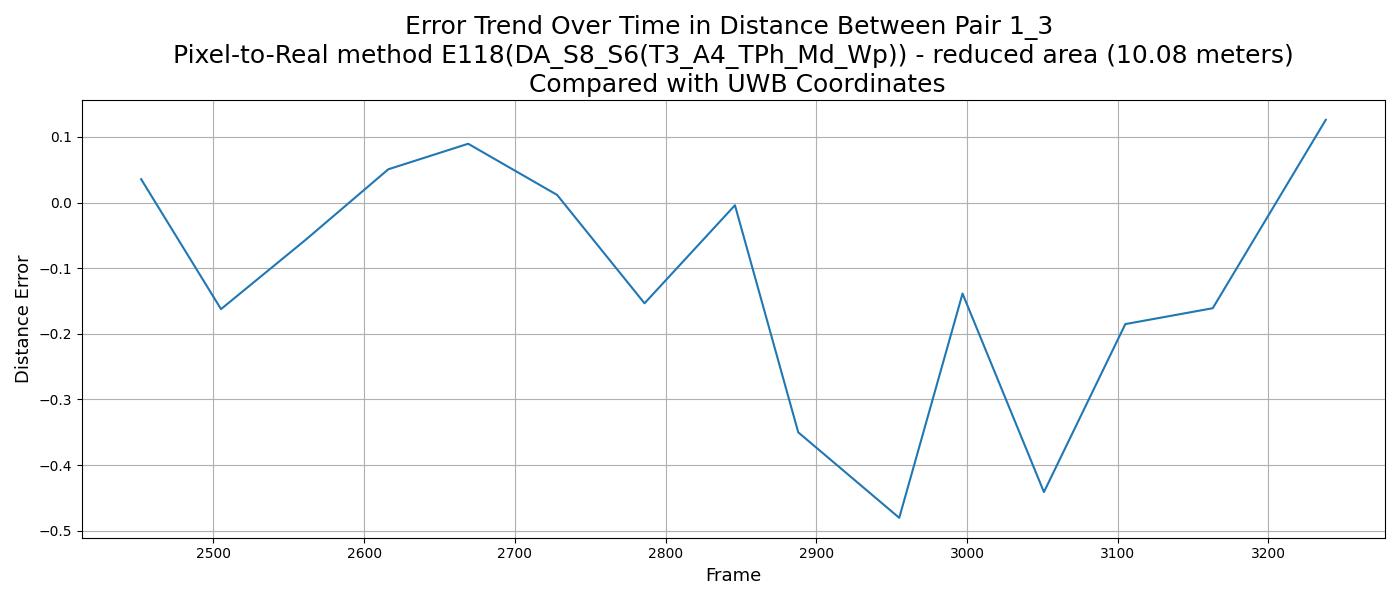 Error Trend Over Time in Distance Between Pair 1_3
Pixel-to-Real method E118(DA_S8_S6(T3_A4_TPh_Md_Wp)) - reduced area (10.08 meters)
Compared with UWB Coordinates
Distance Error
0.1
0.0
−0.1
−0.2
−0.3
−0.4
−0.5
2500 2600 2700 2800 2900 3000 3100 3200
Frame